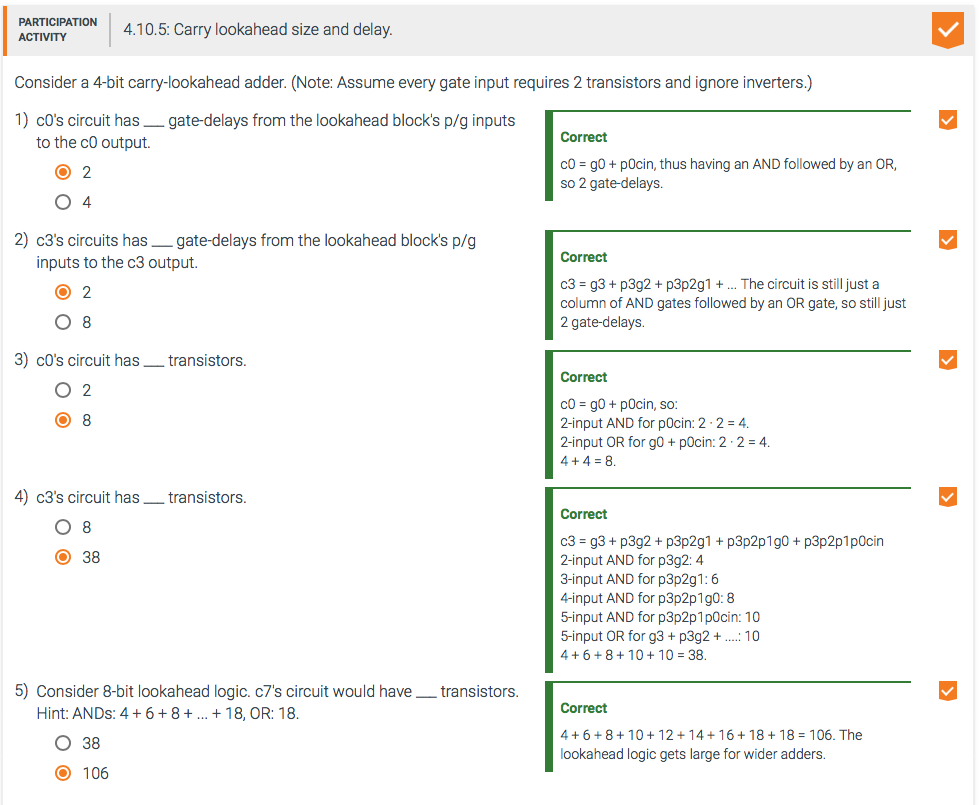 PARTICIPATION
ACTIVITY
4.10.5: Carry lookahead size and delay.
Consider a 4-bit carry-lookahead adder. (Note: Assume every gate input requires 2 transistors and ignore inverters.)
1) c0's circuit has ___ gate-delays from the lookahead block's p/g inputs
to the c0 output.
2
4
Correct
c0 = g0 + p0cin, thus having an AND followed by an OR,
so 2 gate-delays.
2) c3's circuits has ___ gate-delays from the lookahead block's p/g
inputs to the c3 output.
2
8
Correct
c3 = g3 + p3g2 + p3p2g1 + ... The circuit is still just a
column of AND gates followed by an OR gate, so still just
2 gate-delays.
3) c0's circuit has ___ transistors.
2
8
Correct
c0 = g0 + p0cin, so:
2-input AND for p0cin: 2 · 2 = 4.
2-input OR for g0 + p0cin: 2 · 2 = 4.
4 + 4 = 8.
4) c3's circuit has ___ transistors.
8
38
Correct
c3 = g3 + p3g2 + p3p2g1 + p3p2p1g0 + p3p2p1p0cin
2-input AND for p3g2: 4
3-input AND for p3p2g1: 6
4-input AND for p3p2p1g0: 8
5-input AND for p3p2p1p0cin: 10
5-input OR for g3 + p3g2 + ....: 10
4 + 6 + 8 + 10 + 10 = 38.
5) Consider 8-bit lookahead logic. c7's circuit would have ___ transistors.
Hint: ANDs: 4 + 6 + 8 + ... + 18, OR: 18.
38
106
Correct
4 + 6 + 8 + 10 + 12 + 14 + 16 + 18 + 18 = 106. The
lookahead logic gets large for wider adders.